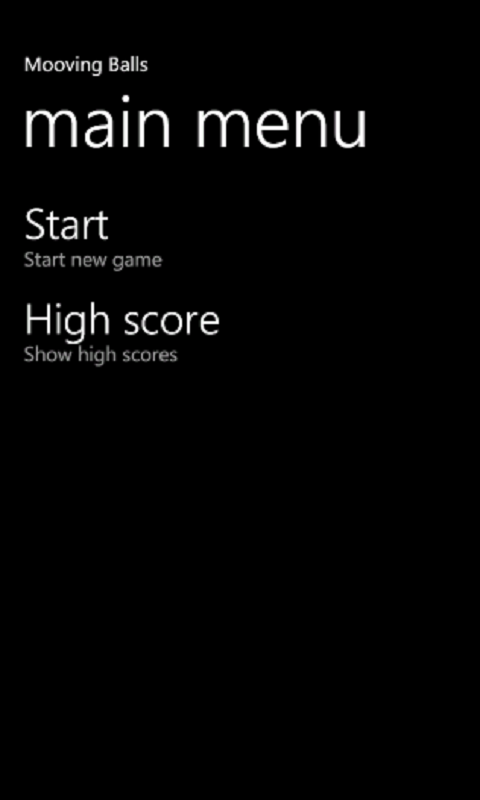 Mooving Balls
main menu
Start
Start new game
High score
Show high scores